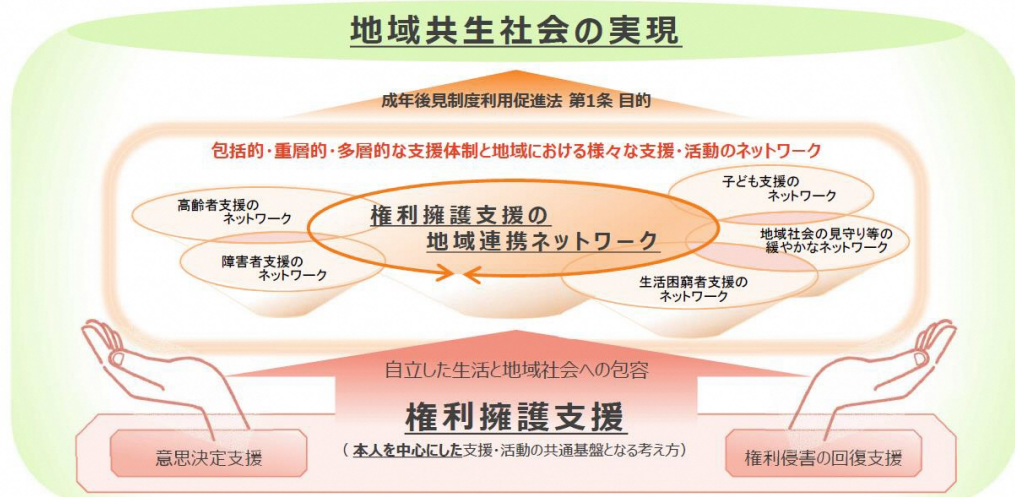 地域共生社会の実現
成年後見制度利用促進法 第1条 目的
包括的・重層的・多層的な支援体制と地域における様々な支援・活動のネットワーク
高齢者支援の
ネットワーク
障害者支援の
ネットワーク
権利擁護支援の
地域連携ネットワーク
子ども支援の
ネットワーク
地域社会の見守り等の
緩やかなネットワーク
生活困窮者支援の
ネットワーク
自立した生活と地域社会への包容
権利擁護支援
（本人を中心にした支援・活動の共通基盤となる考え方）
意思決定支援
権利侵害の回復支援